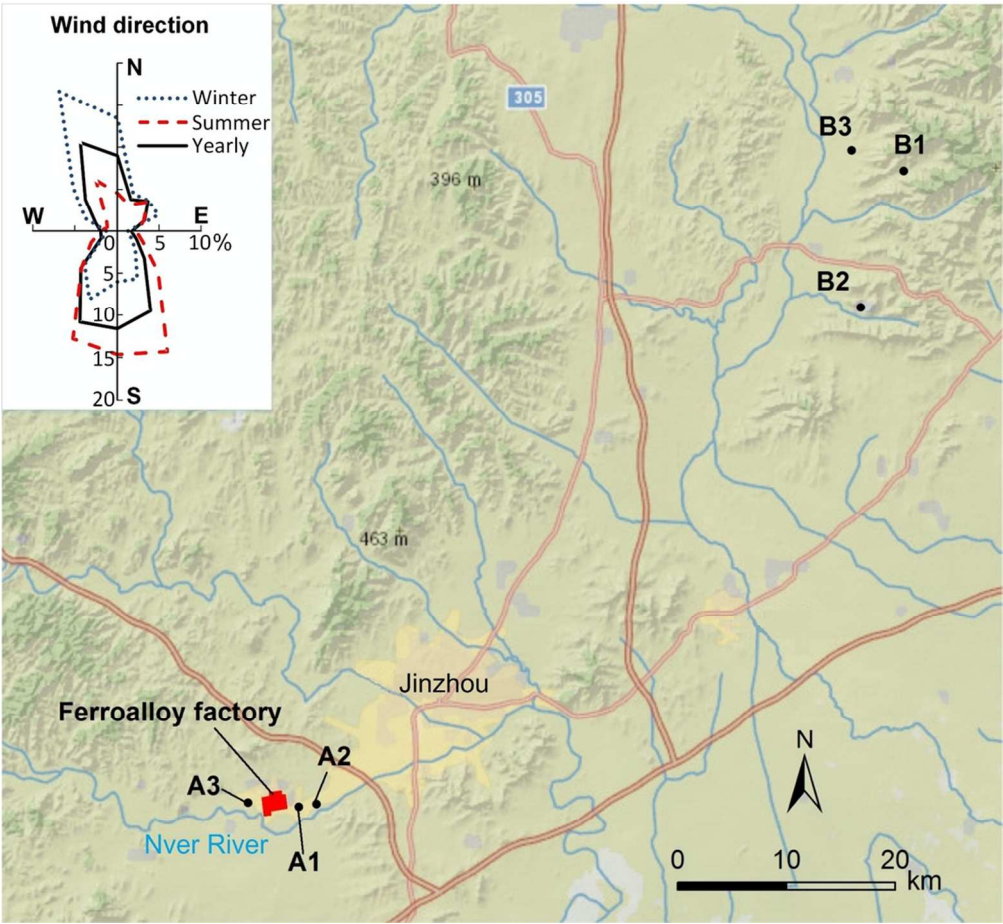 Wind direction
N
Winter
Summer
Yearly
W
E
0
5
10%
5
10
15
20
S
305
396 m
B3
B1
B2
463 m
Jinzhou
Ferroalloy factory
A3
A2
Nver River
A1
N
0
10
20
km